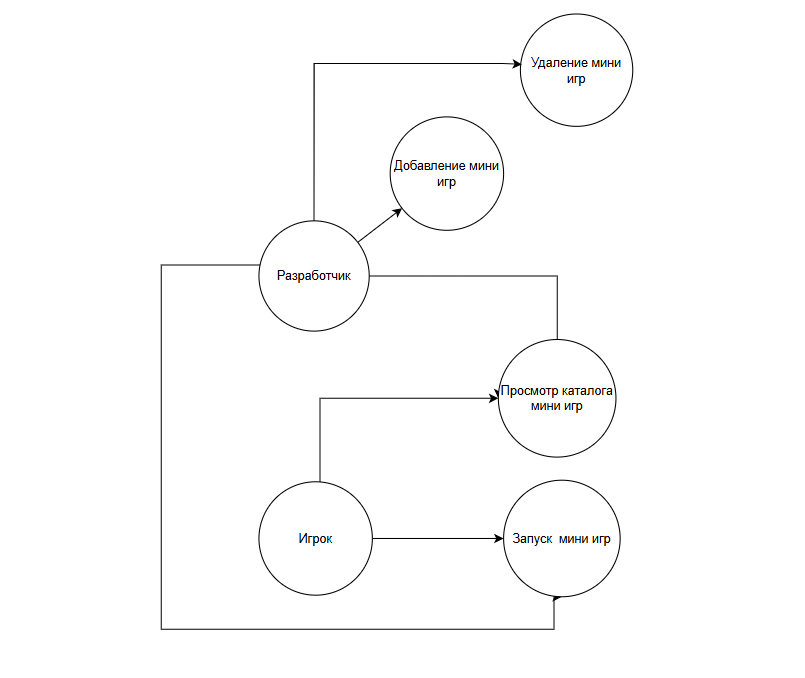 Удаление мини
игр
Добавление мини
игр
Разработчик
Просмотр каталога
мини игр
Игрок
Запуск  мини игр